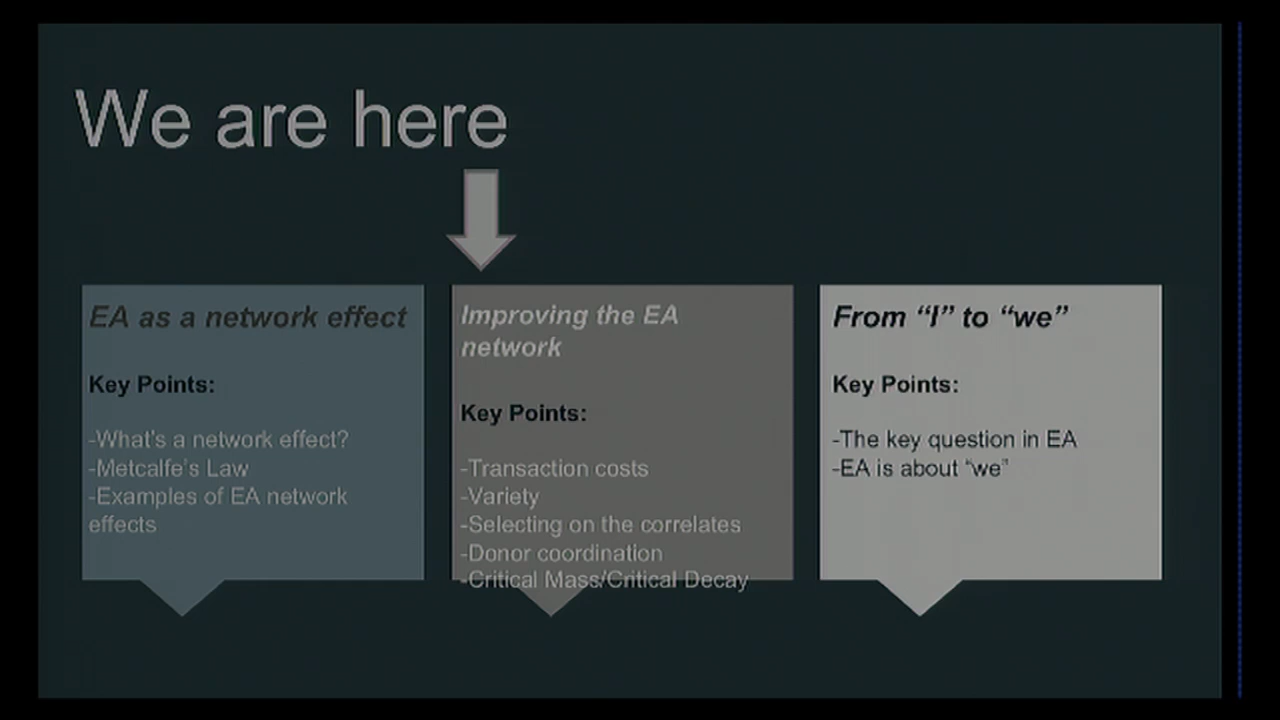 We are here
EA as a network effect
Key Points:
-What's a network effect?
-Metcalfe's Law
-Examples of EA network
effects
Improving the EA
network
Key Points:
-Transaction costs
-Variety
-Selecting on the correlates
-Donor coordination
-Critical Mass/Critical Decay
From “I” to “we”
Key Points:
-The key question in EA
-EA is about “we”